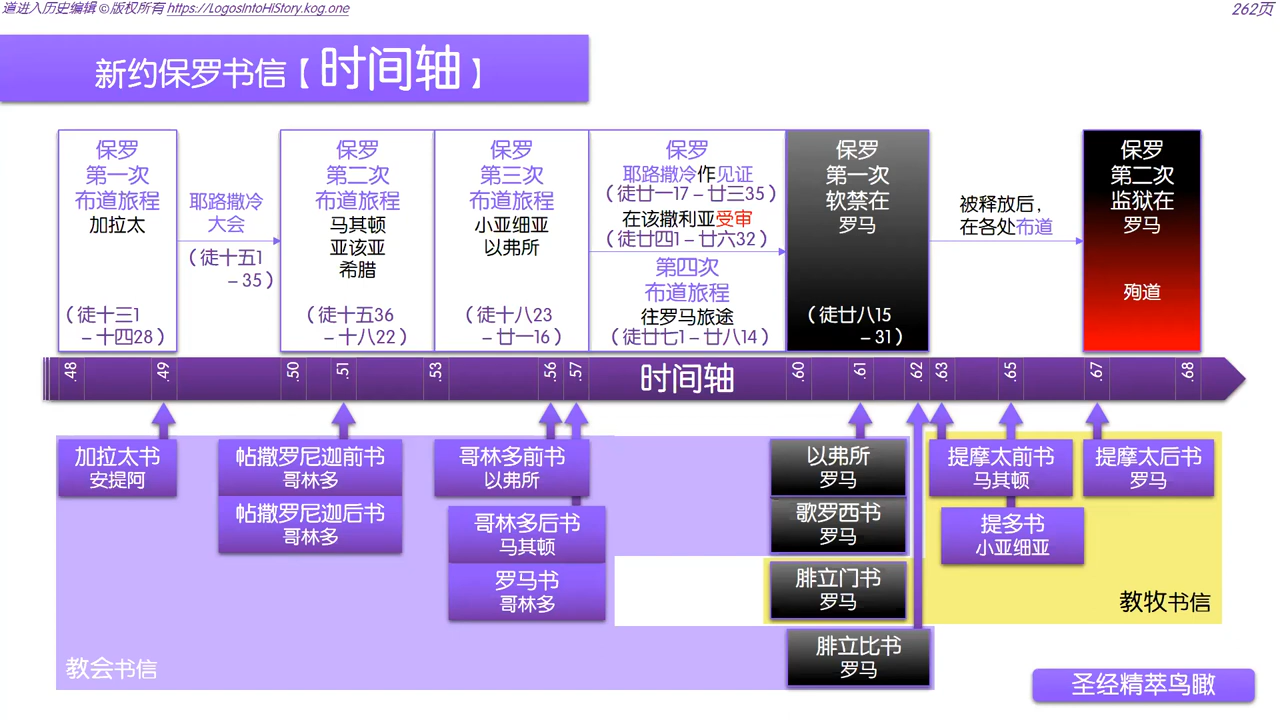 道进入历史编辑 ©版权所有 https://LogosIntoHiStory.kog.one
262页
新约保罗书信【时间轴】
保罗
第一次
布道旅程
加拉太
（徒十三1
–十四28）
耶路撒冷
大会
（徒十五1
–35）
保罗
第二次
布道旅程
马其顿
亚该亚
希腊
（徒十五36
–十八22）
保罗
第三次
布道旅程
小亚细亚
以弗所
（徒十八23
–廿一16）
保罗
耶路撒冷作见证
（徒廿一17 – 廿三35）
在该撒利亚受审
（徒廿四1 – 廿六32）
第四次
布道旅程
往罗马旅途
（徒廿七1 – 廿八14）
保罗
第一次
软禁在
罗马
（徒廿八15
–31）
被释放后，
在各处布道
保罗
第二次
监狱在
罗马
殉道
.48
.49
.50
.51
.53
.56
.57
时间轴
.60
.61
.62
.63
.65
.67
.68
加拉太书
安提阿
帖撒罗尼迦前书
哥林多
帖撒罗尼迦后书
哥林多
哥林多前书
以弗所
哥林多后书
马其顿
罗马书
哥林多
以弗所
罗马
歌罗西书
罗马
腓立门书
罗马
腓立比书
罗马
提摩太前书
马其顿
提多书
小亚细亚
提摩太后书
罗马
教牧书信
教会书信
圣经精萃鸟瞰